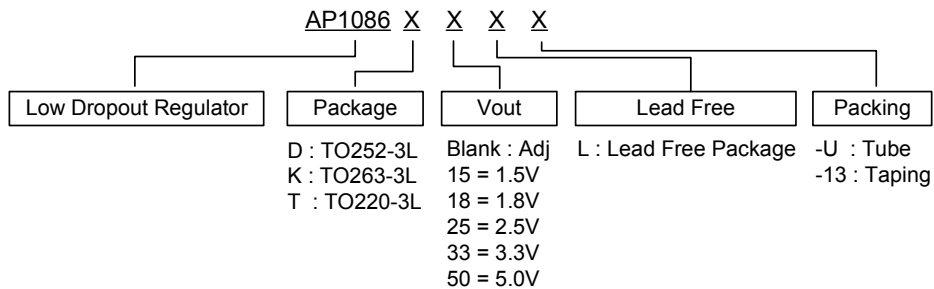 AP1086 X X X X
Low Dropout Regulator
Package
Vout
Lead Free
Packing
D : TO252-3L
K : TO263-3L
T : TO220-3L
Blank : Adj
15 = 1.5V
18 = 1.8V
25 = 2.5V
33 = 3.3V
50 = 5.0V
L : Lead Free Package
-U : Tube
-13 : Taping